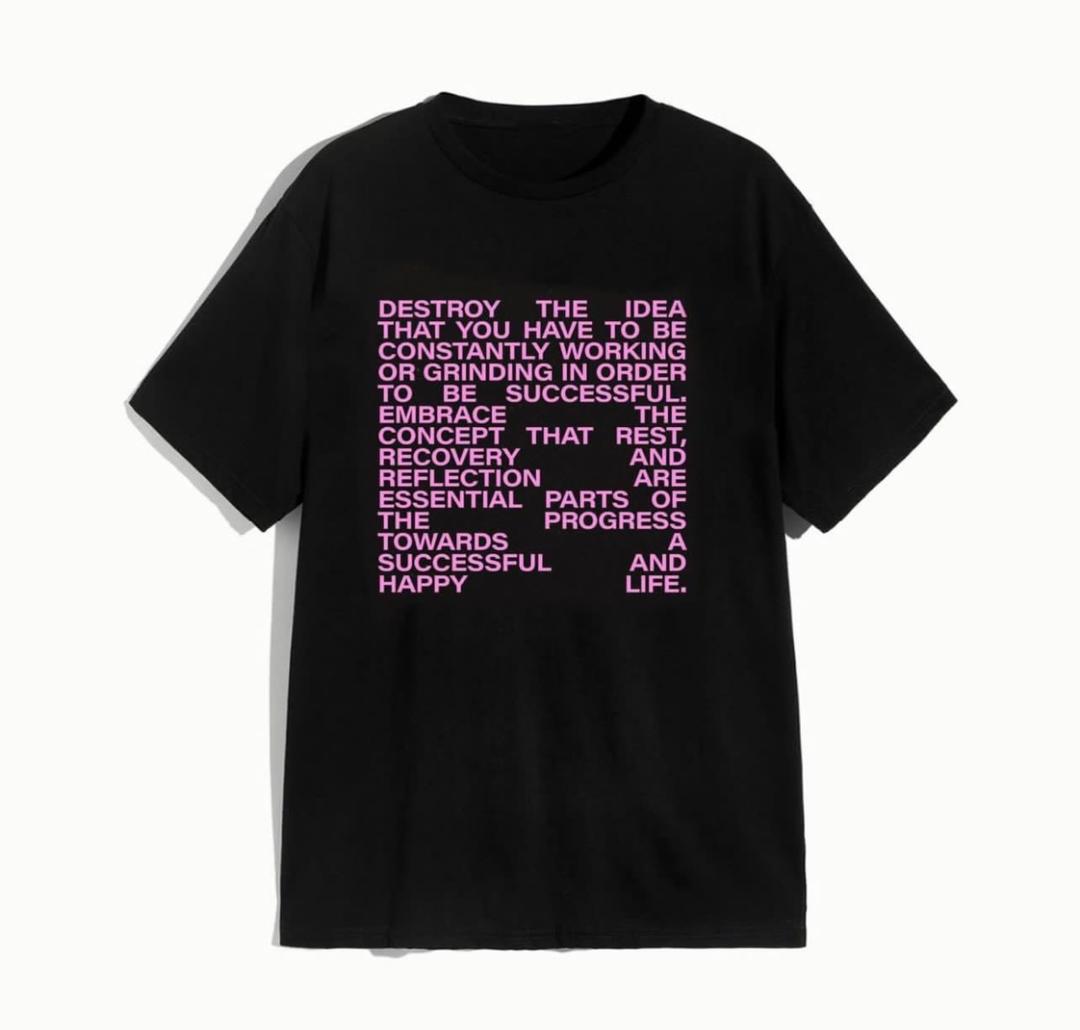 DESTROY THE IDEA
THAT YOU HAVE TO BE
CONSTANTLY WORKING
OR GRINDING IN ORDER
TO BE SUCCESSFUL.
EMBRACE THE
CONCEPT THAT REST,
RECOVERY AND
REFLECTION ARE
ESSENTIAL PARTS OF
THE PROGRESS
TOWARDS A
SUCCESSFUL AND
HAPPY LIFE.